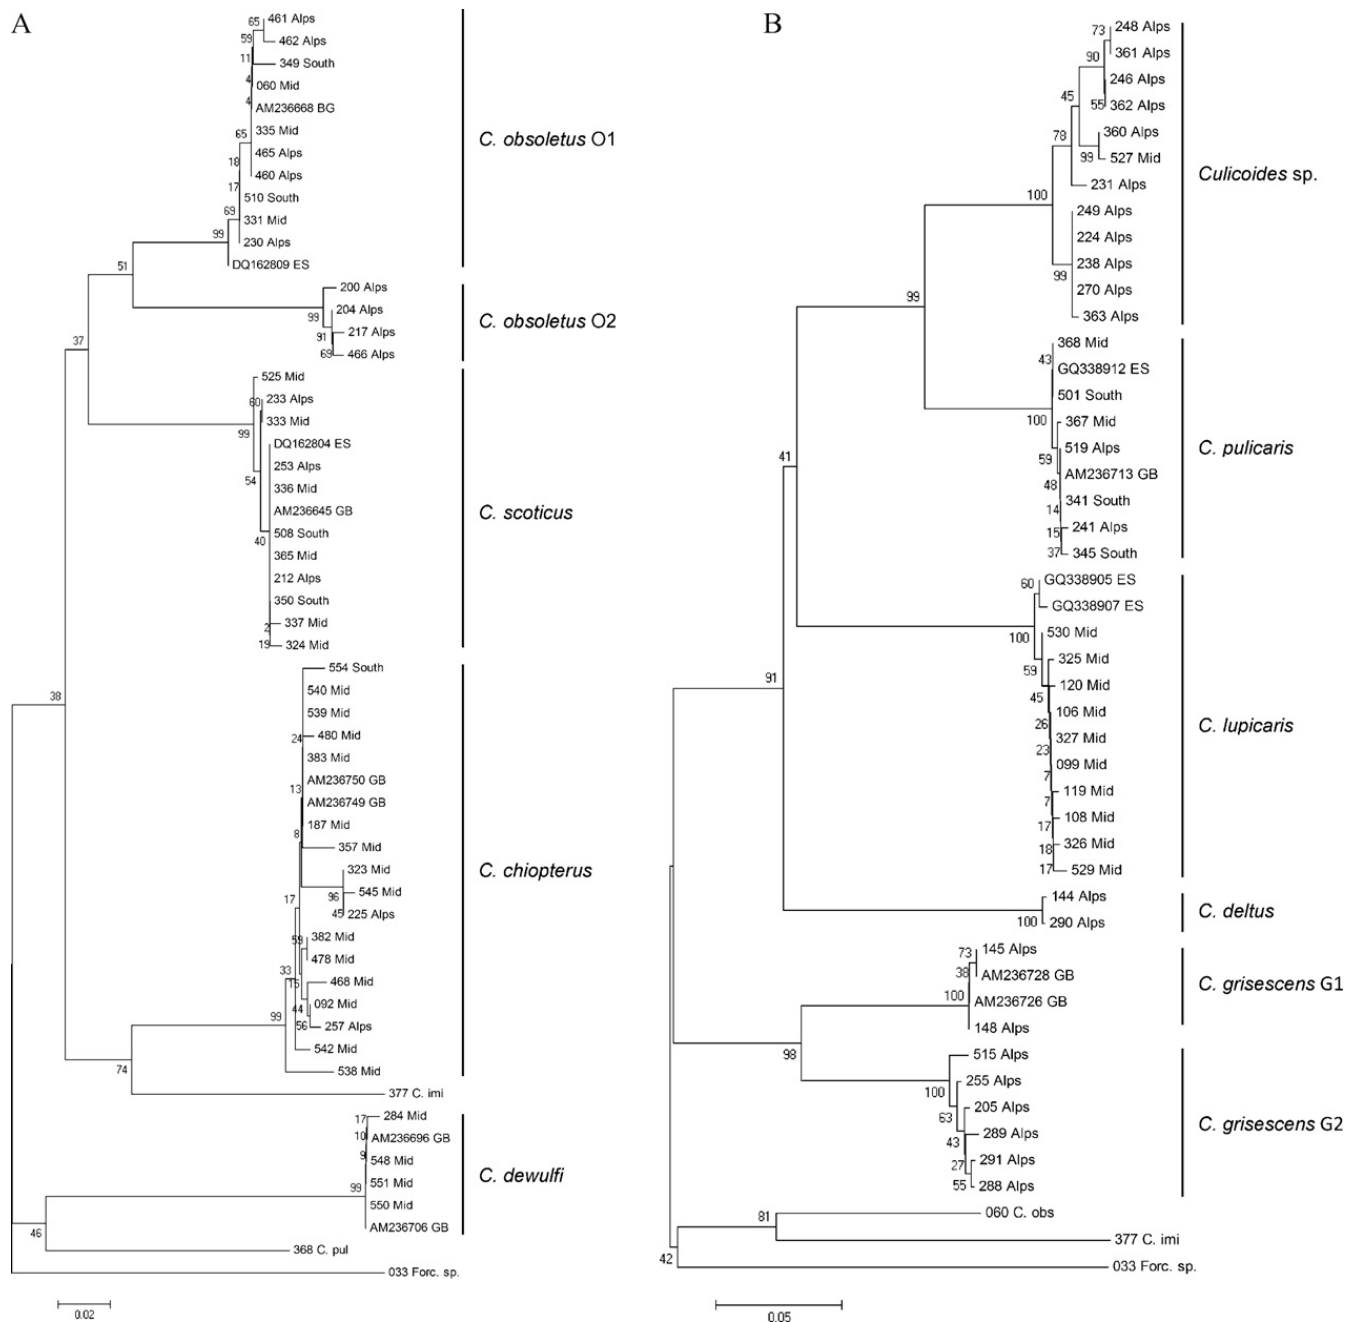 A
65
461 Alps
59
462 Alps
11
349 South
4
060 Mid
4
AM236668 BG
65
335 Mid
465 Alps
18
460 Alps
17
510 South
69
331 Mid
99
230 Alps
DQ162809 ES
C. obsoletus O1
51
200 Alps
99
204 Alps
91
217 Alps
69
466 Alps
C. obsoletus O2
37
525 Mid
60
233 Alps
99
333 Mid
DQ162804 ES
54
253 Alps
336 Mid
AM236645 GB
40
508 South
365 Mid
212 Alps
350 South
2
337 Mid
19
324 Mid
C. scoticus
38
554 South
540 Mid
539 Mid
24
480 Mid
383 Mid
13
AM236750 GB
AM236749 GB
8
187 Mid
357 Mid
323 Mid
17
96
545 Mid
45
225 Alps
59
382 Mid
478 Mid
33
15
468 Mid
44
092 Mid
99
56
257 Alps
542 Mid
74
538 Mid
C. chiopterus
377 C. imi
17
284 Mid
10
AM236696 GB
9
548 Mid
99
551 Mid
550 Mid
AM236706 GB
C. dewulfi
46
368 C. pul
033 Forc. sp.
0.02
B
73
248 Alps
90
361 Alps
246 Alps
45
55
362 Alps
78
360 Alps
99
527 Mid
100
231 Alps
249 Alps
224 Alps
238 Alps
99
270 Alps
363 Alps
Culicoides sp.
99
368 Mid
43
GQ338912 ES
501 South
100
367 Mid
59
519 Alps
48
AM236713 GB
14
341 South
15
241 Alps
37
345 South
C. pulicaris
41
60
GQ338905 ES
GQ338907 ES
100
530 Mid
59
325 Mid
45
120 Mid
26
106 Mid
23
327 Mid
7
099 Mid
7
119 Mid
17
108 Mid
18
326 Mid
17
529 Mid
C. lupicaris
91
144 Alps
100
290 Alps
C. deltus
73
145 Alps
38
AM236728 GB
100
AM236726 GB
148 Alps
C. grisescens G1
98
515 Alps
100
255 Alps
63
205 Alps
43
289 Alps
27
291 Alps
55
288 Alps
C. grisescens G2
81
060 C. obs
377 C. imi
42
033 Forc. sp.
0.05